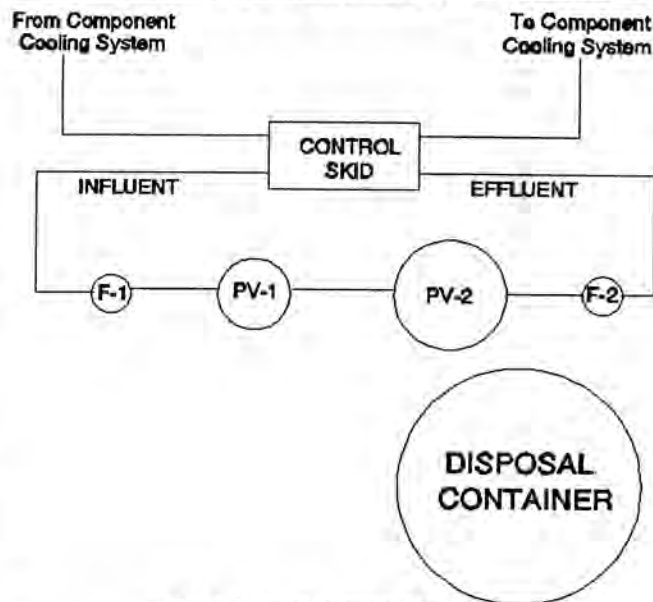 From Component
Cooling System
To Component
Cooling System
CONTROL
SKID
INFLUENT
EFFLUENT
F-1
PV-1
PV-2
F-2
DISPOSAL
CONTAINER